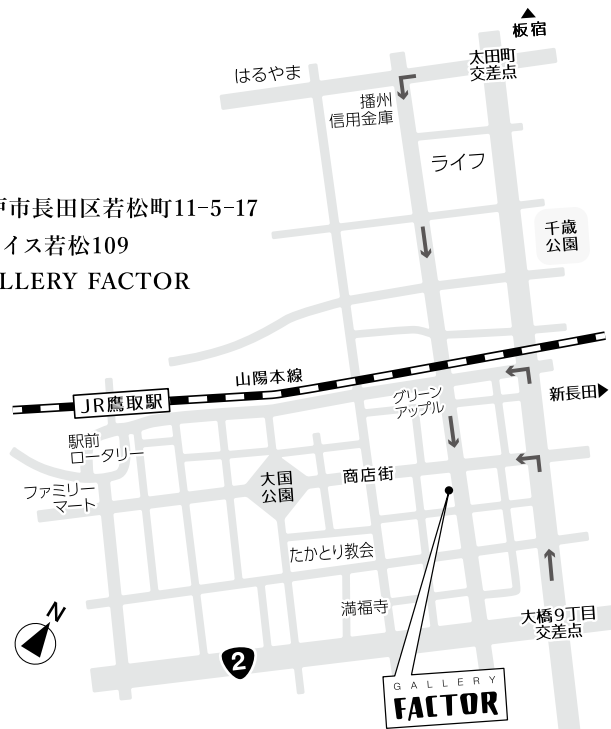 板宿
太田町
交差点
はるやま
播州
信用金庫
ライフ
戸市長田区若松町11-5-17
イス若松109
LLERY FACTOR
千歳
公園
山陽本線
JR鷹取駅
新長田
グリーン
アップル
駅前
ロータリー
大国
公園
商店街
ファミリー
マート
たかとり教会
満福寺
大橋9丁目
交差点
N
2
GALLERY
FACTOR